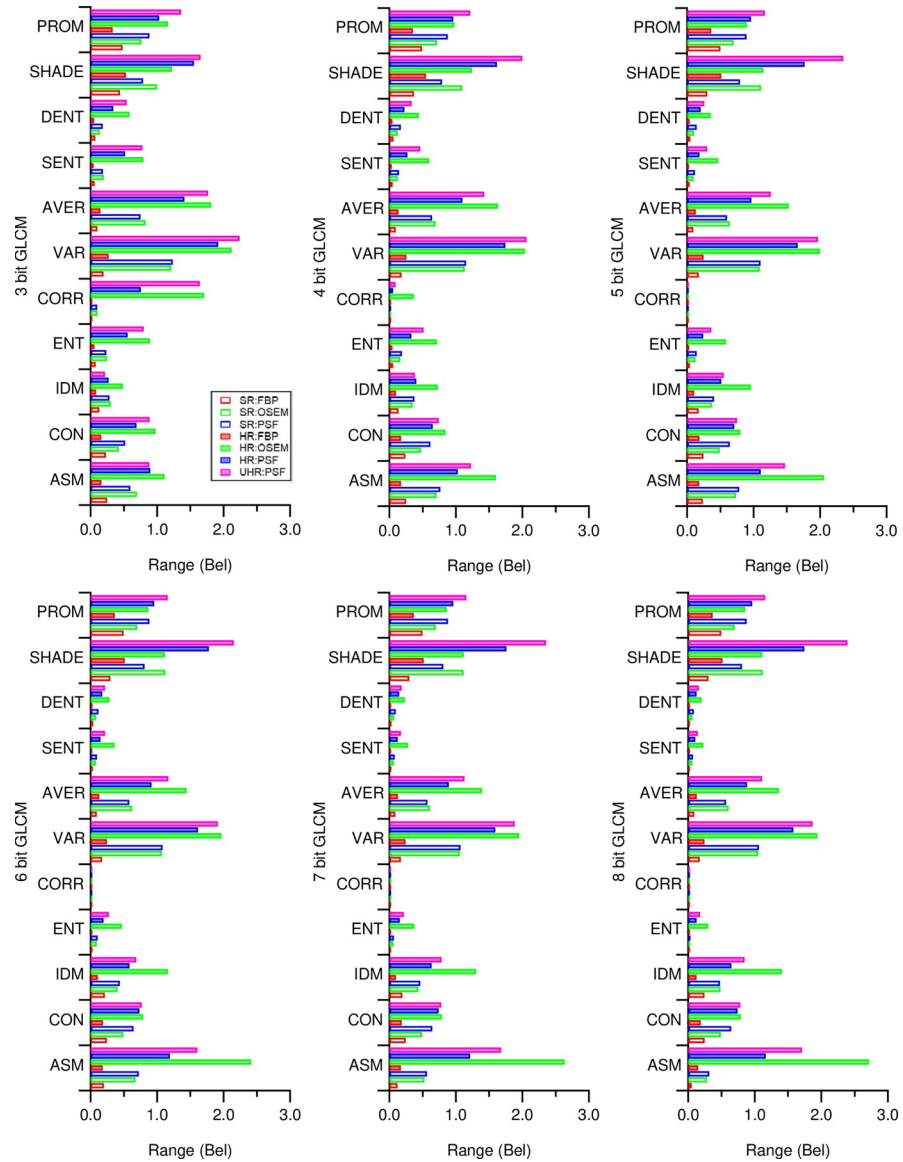 3 bit GLCM
PROM
SHADE
DENT
SENT
AVER
VAR
CORR
ENT
IDM
CON
ASM
0.0 1.0 2.0 3.0
Range (Bel)
SR:FBP
SR:OSEM
SR:PSF
HR:FBP
HR:OSEM
HR:PSF
UHR:PSF
4 bit GLCM
PROM
SHADE
DENT
SENT
AVER
VAR
CORR
ENT
IDM
CON
ASM
0.0 1.0 2.0 3.0
Range (Bel)
5 bit GLCM
PROM
SHADE
DENT
SENT
AVER
VAR
CORR
ENT
IDM
CON
ASM
0.0 1.0 2.0 3.0
Range (Bel)
6 bit GLCM
PROM
SHADE
DENT
SENT
AVER
VAR
CORR
ENT
IDM
CON
ASM
0.0 1.0 2.0 3.0
Range (Bel)
7 bit GLCM
PROM
SHADE
DENT
SENT
AVER
VAR
CORR
ENT
IDM
CON
ASM
0.0 1.0 2.0 3.0
Range (Bel)
8 bit GLCM
PROM
SHADE
DENT
SENT
AVER
VAR
CORR
ENT
IDM
CON
ASM
0.0 1.0 2.0 3.0
Range (Bel)